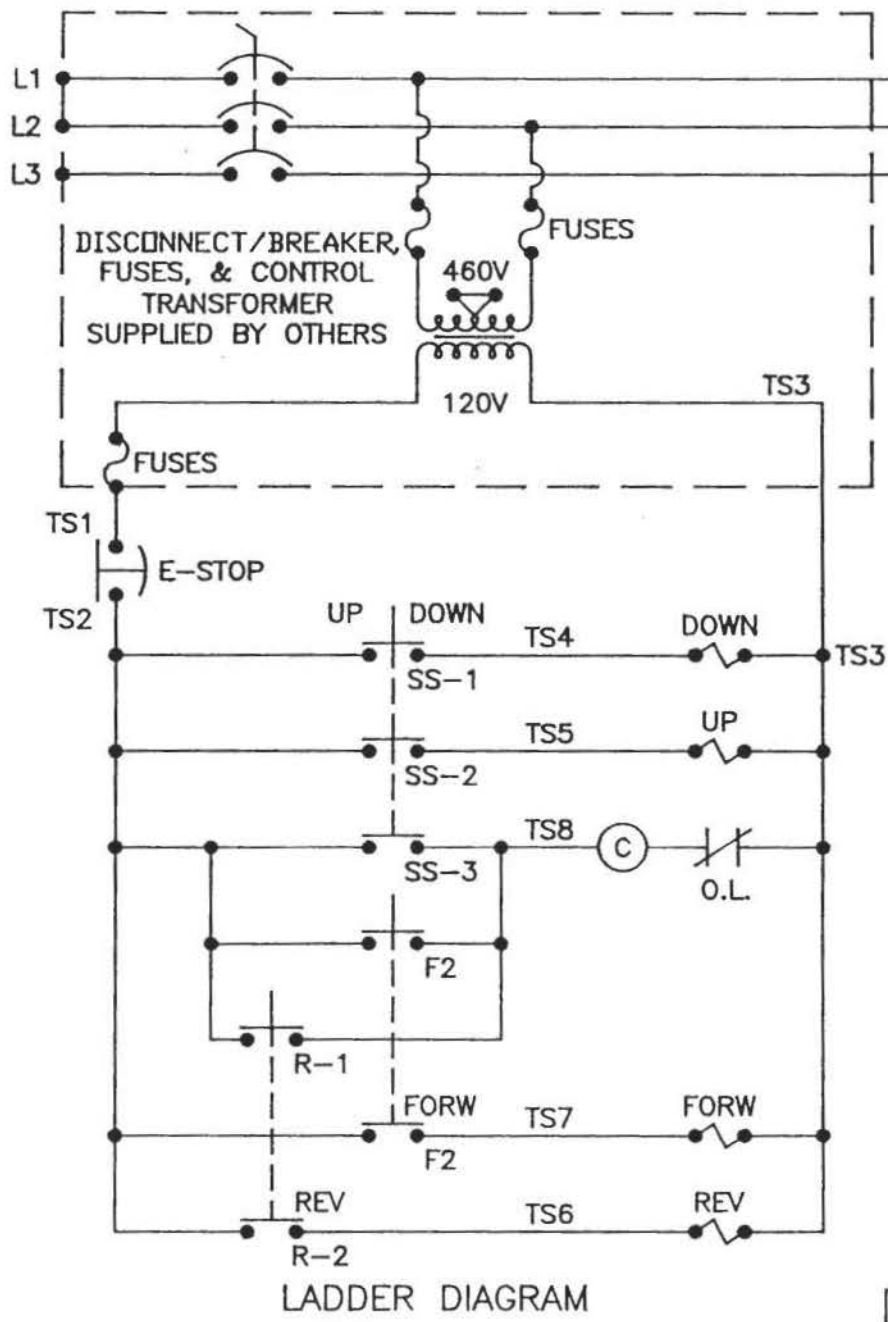 L1
L2
L3
DISCONNECT/BREAKER,
FUSES, & CONTROL
TRANSFORMER
SUPPLIED BY OTHERS
FUSES
460V
120V
TS3
FUSES
TS1
E-STOP
TS2
UP DOWN
TS4
DOWN
TS3
SS-1
TS5
UP
SS-2
TS8
C
SS-3
O.L.
F2
R-1
FORW
TS7
FORW
F2
REV
TS6
REV
R-2
LADDER DIAGRAM